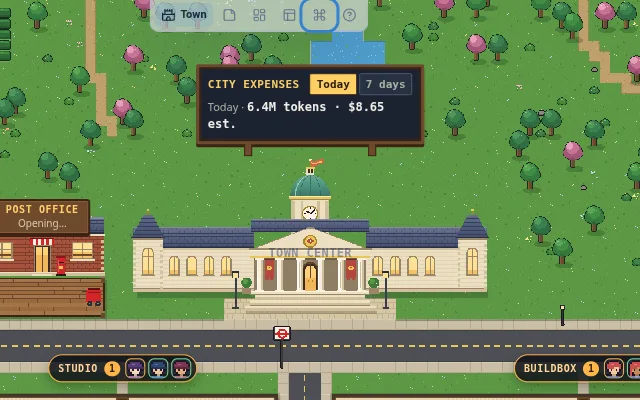 Town
CITY EXPENSES Today 7 days
Today · 6.4M tokens · $8.65
est.
POST OFFICE
Opening...
TOWN CENTER
STUDIO 1
BUILDBOX 1